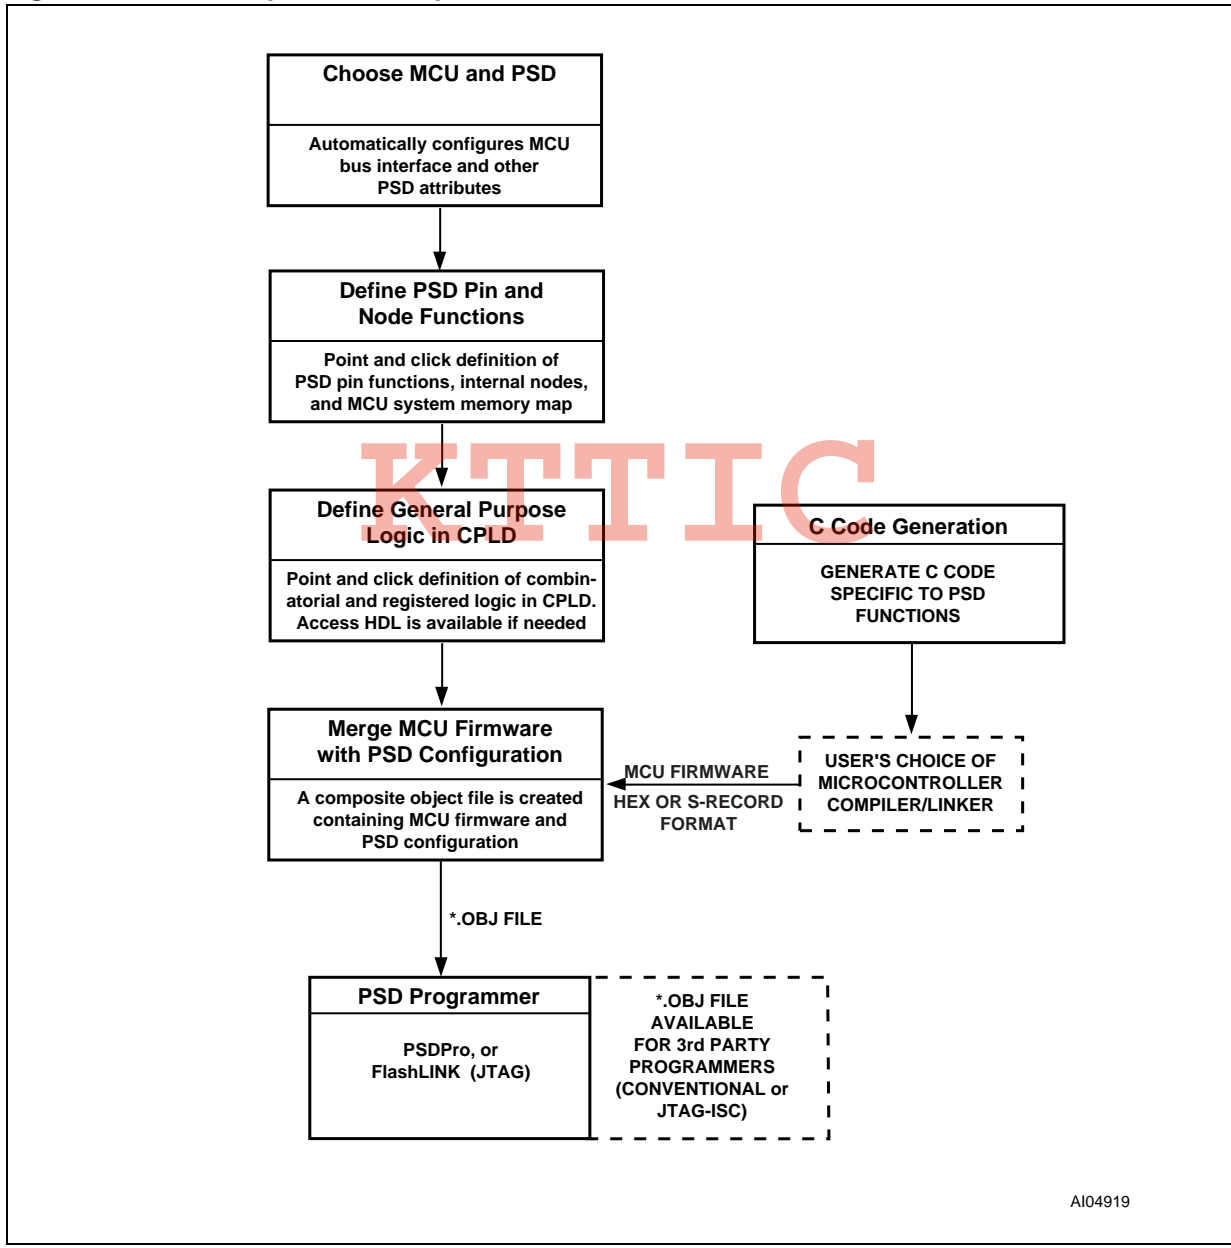 Choose MCU and PSD
Automatically configures MCU
bus interface and other
PSD attributes
Define PSD Pin and
Node Functions
Point and click definition of
PSD pin functions, internal nodes,
and MCU system memory map
KTTIC
Define General Purpose
Logic in CPLD
Point and click definition of combin-
atorial and registered logic in CPLD.
Access HDL is available if needed
C Code Generation
GENERATE C CODE
SPECIFIC TO PSD
FUNCTIONS
Merge MCU Firmware
with PSD Configuration
A composite object file is created
containing MCU firmware and
PSD configuration
MCU FIRMWARE
HEX OR S-RECORD
FORMAT
USER'S CHOICE OF
MICROCONTROLLER
COMPILER/LINKER
*.OBJ FILE
PSD Programmer
PSDPro, or
FlashLINK (JTAG)
*.OBJ FILE
AVAILABLE
FOR 3rd PARTY
PROGRAMMERS
(CONVENTIONAL or
JTAG-ISC)
AI04919